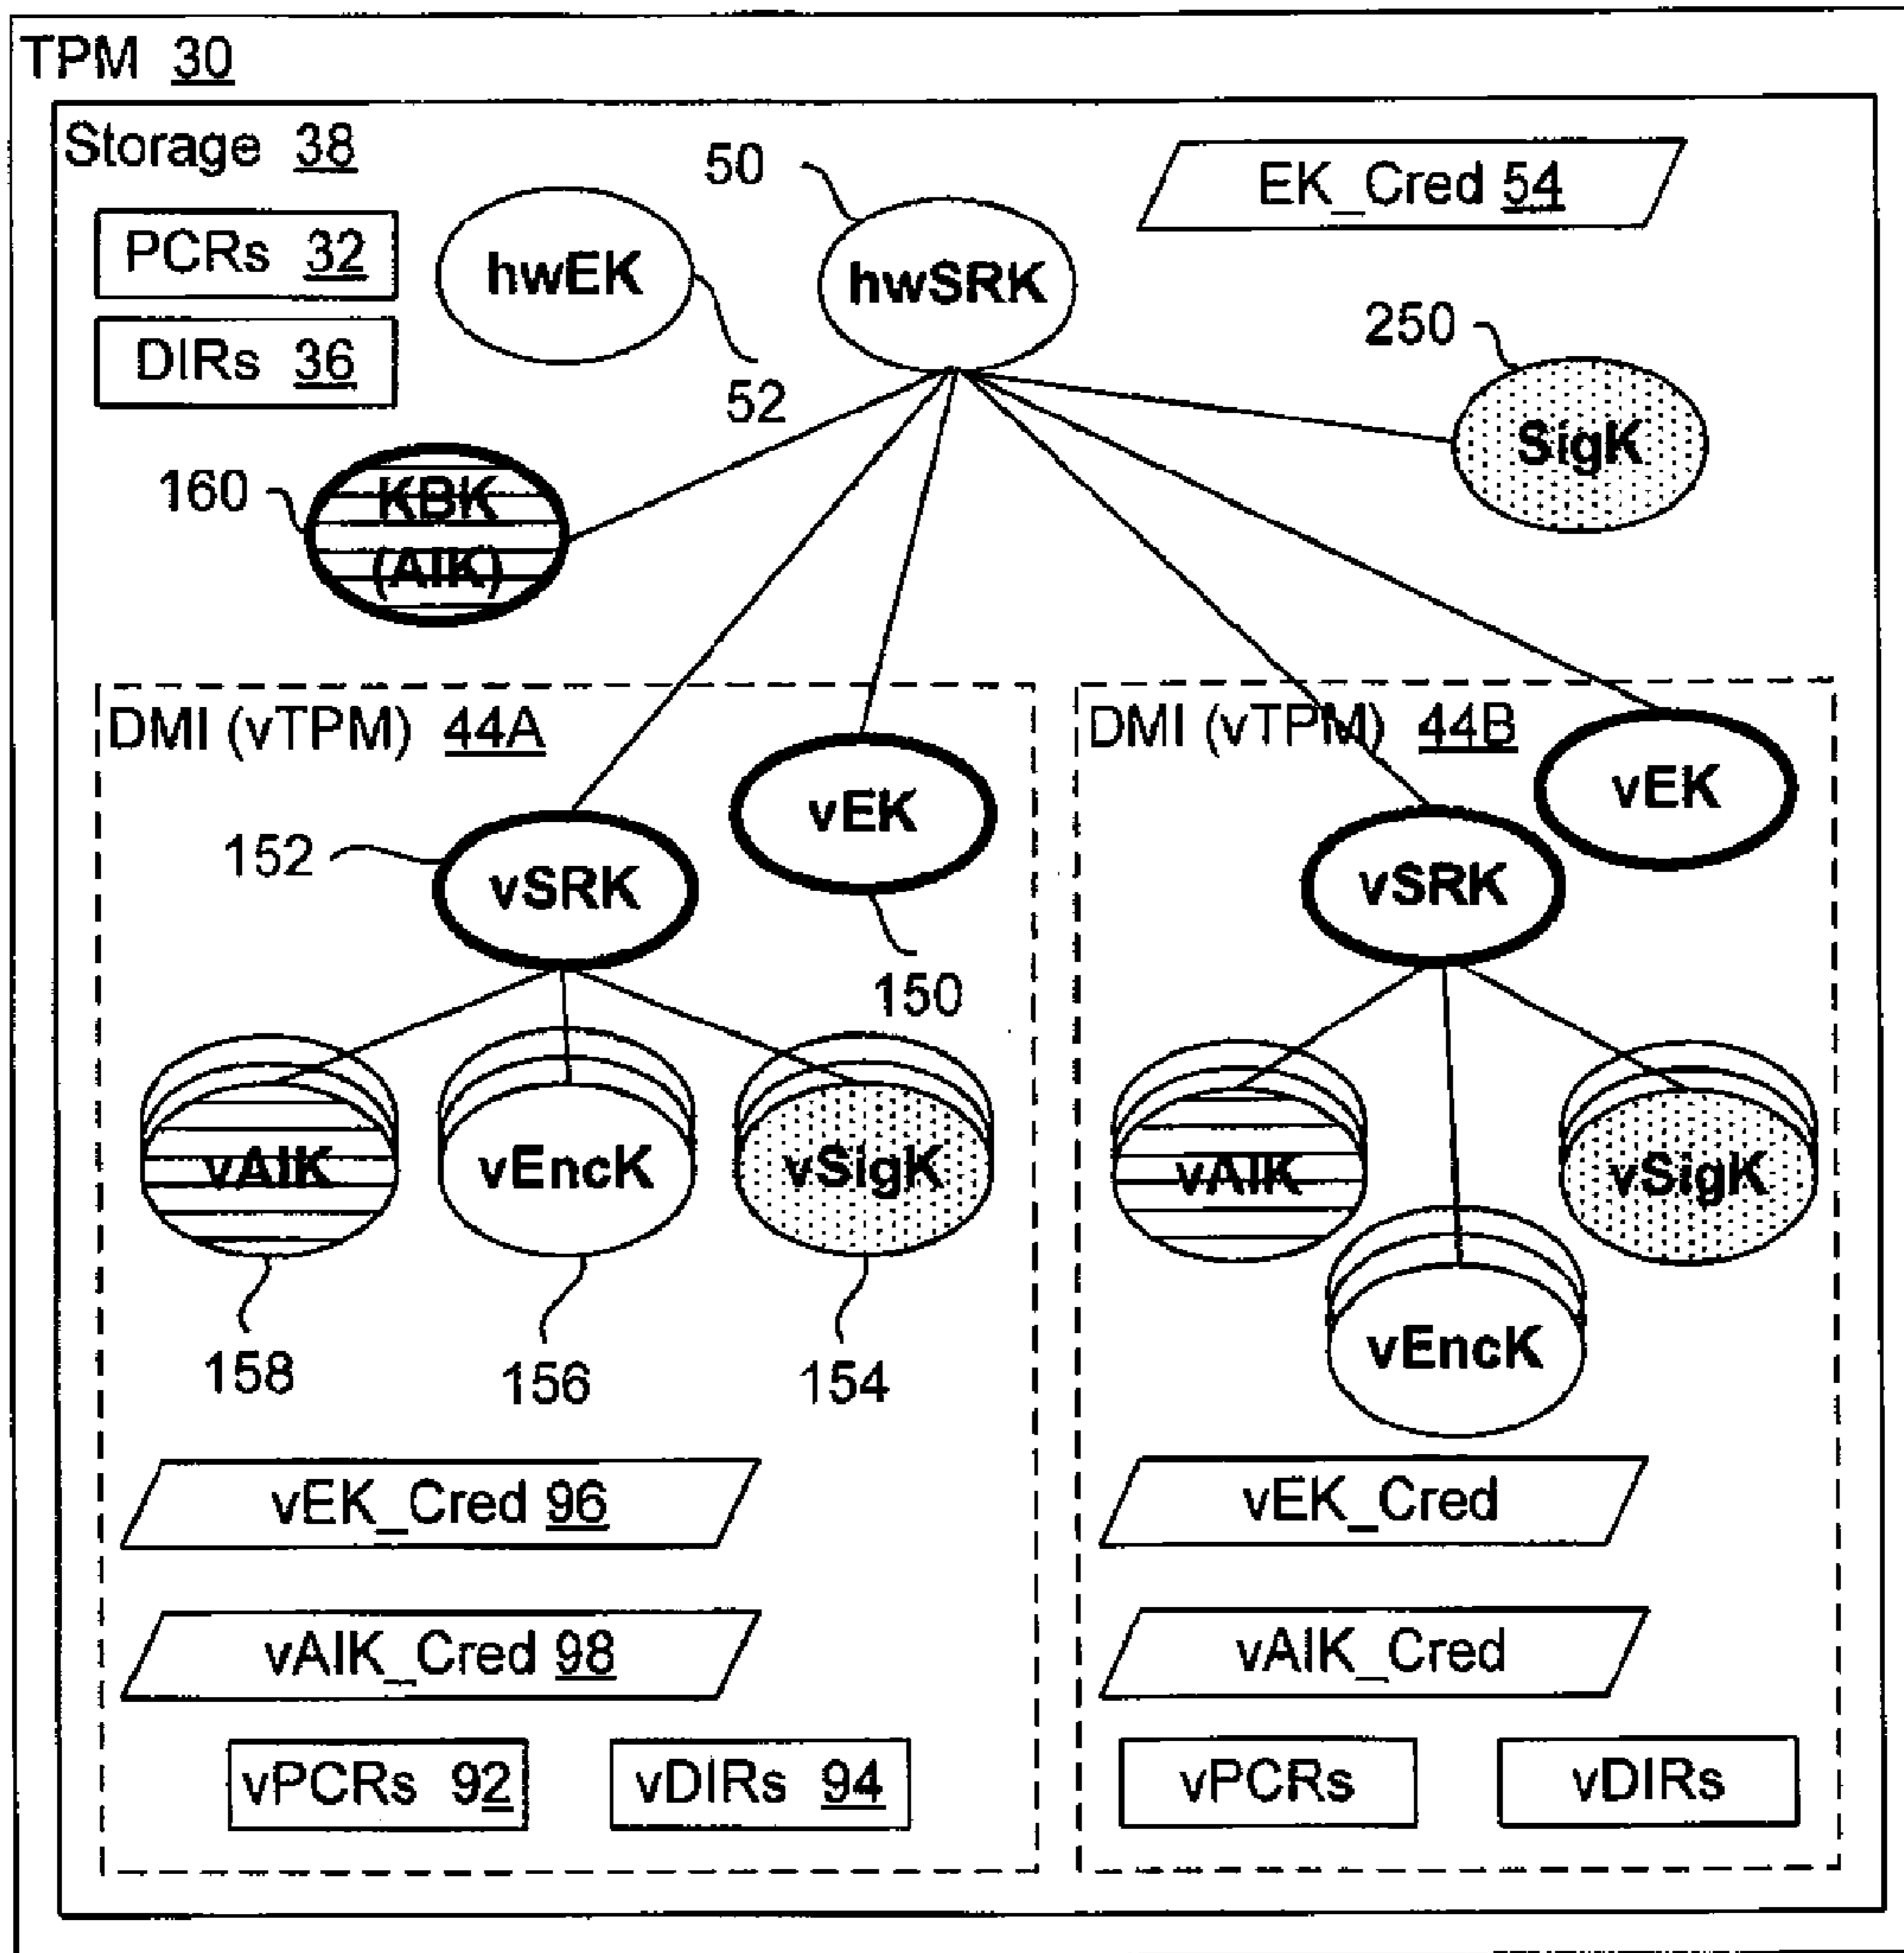 TPM 30
Storage 38
50
EK_Cred 54
PCRs 32
hwEK
hwSRK
DIRs 36
52
250
SigK
160
KBK
(AIK)
DMI (vTPM) 44A
vEK
152
vSRK
150
vAIK
vEncK
vSigK
158
156
154
vEK_Cred 96
vAIK_Cred 98
vPCRs 92
vDIRs 94
DMI (vTPM) 44B
vEK
vSRK
vAIK
vSigK
vEncK
vEK_Cred
vAIK_Cred
vPCRs
vDIRs